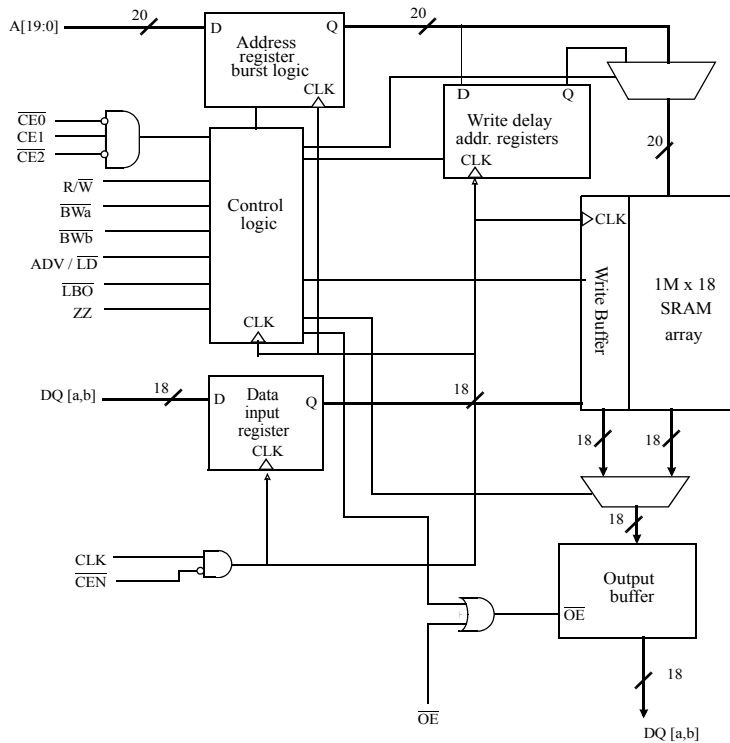 A[19:0]
20
D
Q
Address
register
burst logic
CLK
20
D
Q
Write delay
addr. registers
CLK
20
CE0
CE1
CE2
R/W
BWa
BWb
ADV / LD
LBO
ZZ
Control
logic
CLK
CLK
Write Buffer
1M x 18
SRAM
array
DQ [a,b]
18
D
Q
Data
input
register
CLK
18
18
18
18
CLK
CEN
OE
OE
Output
buffer
18
DQ [a,b]